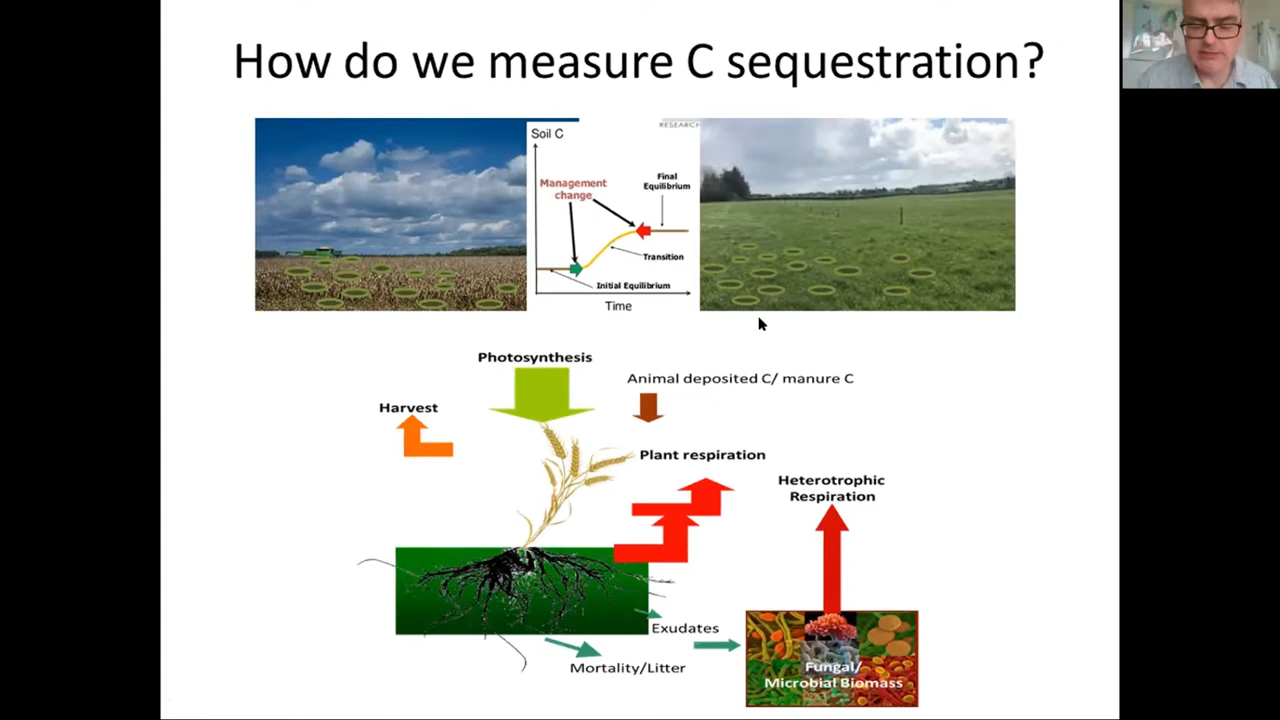 How do we measure C sequestration?
RESEARCH
Soil C
Management
change
Final
Equilibrium
Transition
Initial Equilibrium
Time
Photosynthesis
Animal deposited C/ manure C
Harvest
Plant respiration
Heterotrophic
Respiration
Exudates
Mortality/Litter
Fungal/
Microbial Biomass